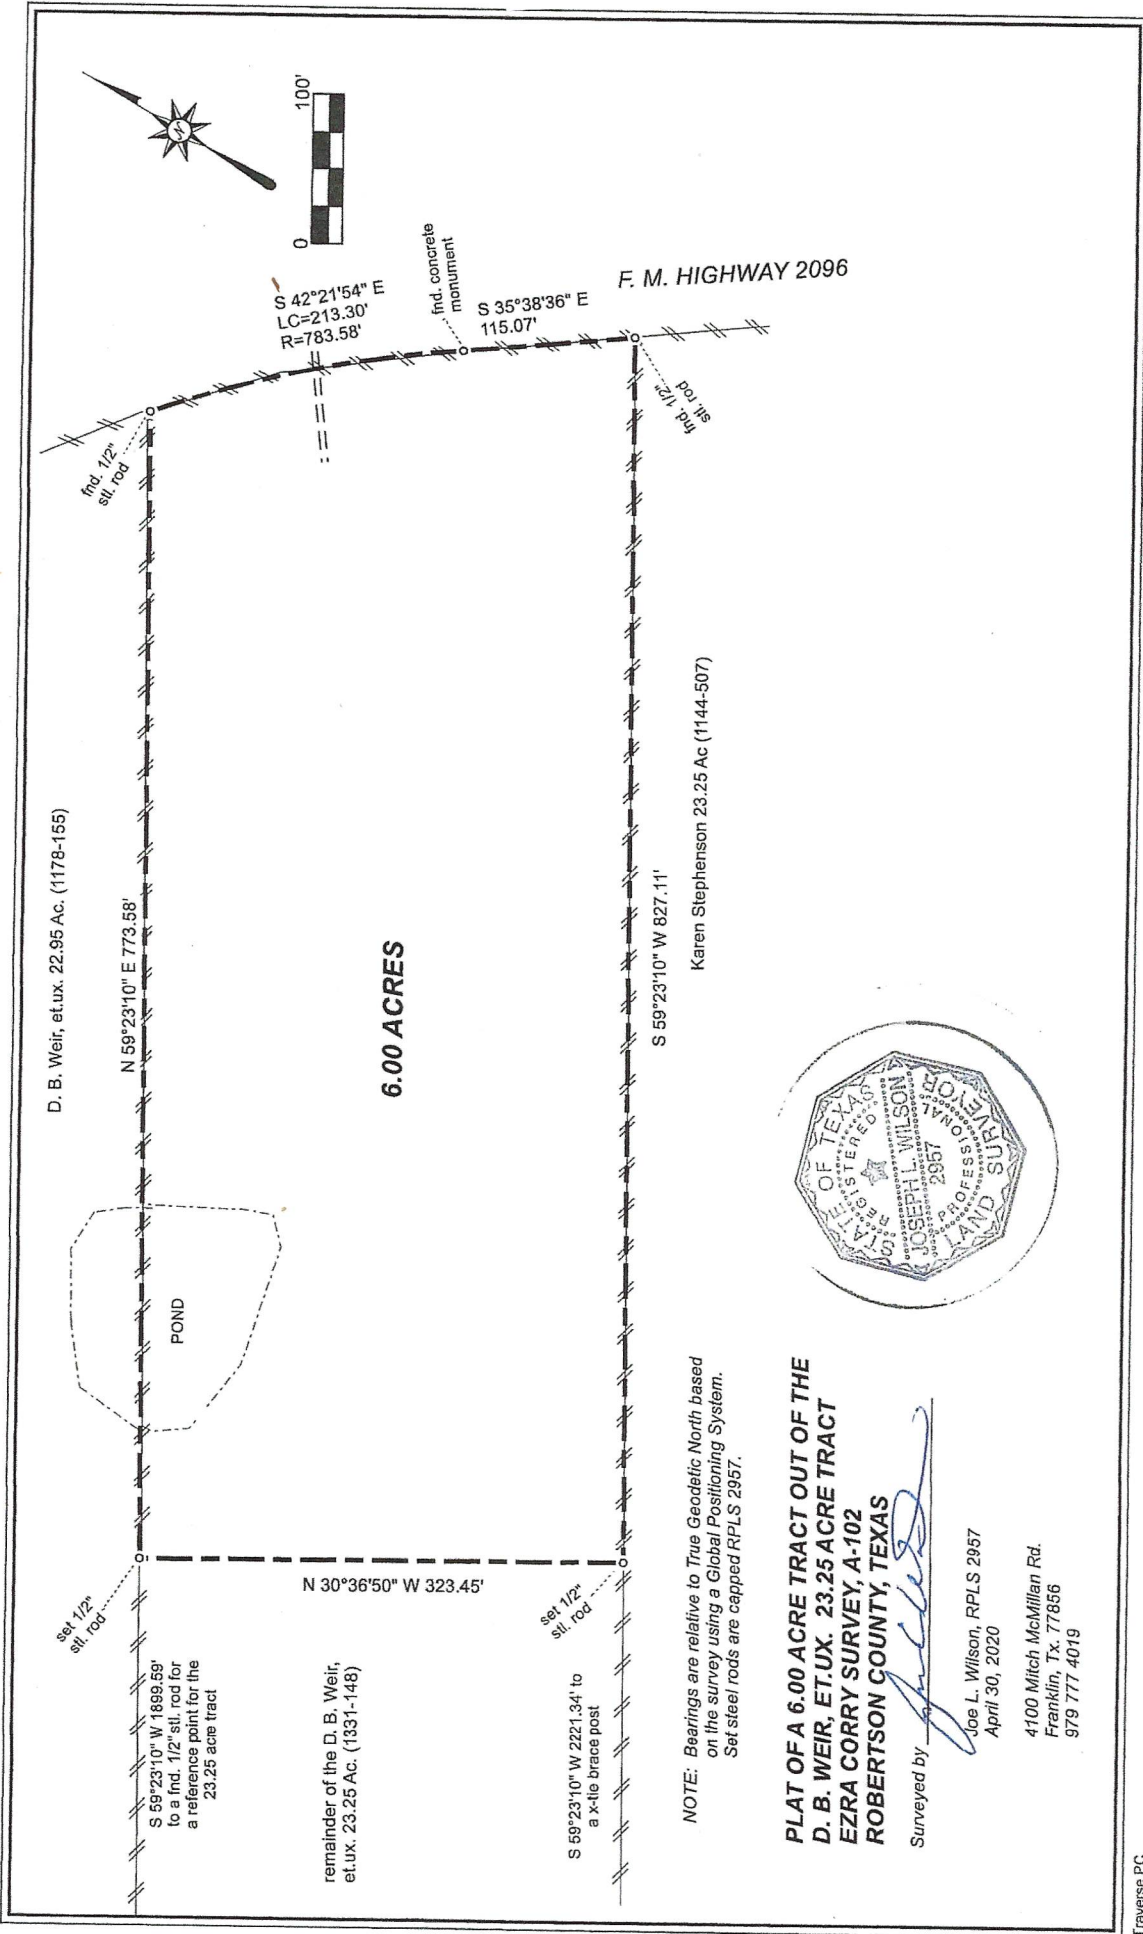 D. B. Weir, et.ux. 22.95 Ac. (1178-155)
N 59°23'10" E 773.58'
N
0
100'
S 42°21'54" E
LC=213.30'
R=783.58'
fnd. concrete
monument
S 35°38'36" E
115.07'
F. M. HIGHWAY 2096
fnd. 1/2"
stl. rod
fnd. 1/2"
stl. rod
POND
6.00 ACRES
set 1/2"
stl. rod
N 30°36'50" W 323.45'
set 1/2"
stl. rod
S 59°23'10" W 1899.59'
to a fnd. 1/2" stl. rod for
a reference point for the
23.25 acre tract
remainder of the D. B. Weir,
et.ux. 23.25 Ac. (1331-148)
S 59°23'10" W 2221.34' to
a x-tie brace post
S 59°23'10" W 827.11'
Karen Stephenson 23.25 Ac (1144-507)
NOTE: Bearings are relative to True Geodetic North based
on the survey using a Global Positioning System.
Set steel rods are capped RPLS 2957.
PLAT OF A 6.00 ACRE TRACT OUT OF THE
D. B. WEIR, ET.UX. 23.25 ACRE TRACT
EZRA CORRY SURVEY, A-102
ROBERTSON COUNTY, TEXAS
Surveyed by
Joe L. Wilson, RPLS 2957
April 30, 2020
4100 Mitch McMillan Rd.
Franklin, Tx. 77856
979 777 4019
STATE OF TEXAS
REGISTERED
JOSEPH L. WILSON
2957
PROFESSIONAL
LAND SURVEYOR
Traverse PC